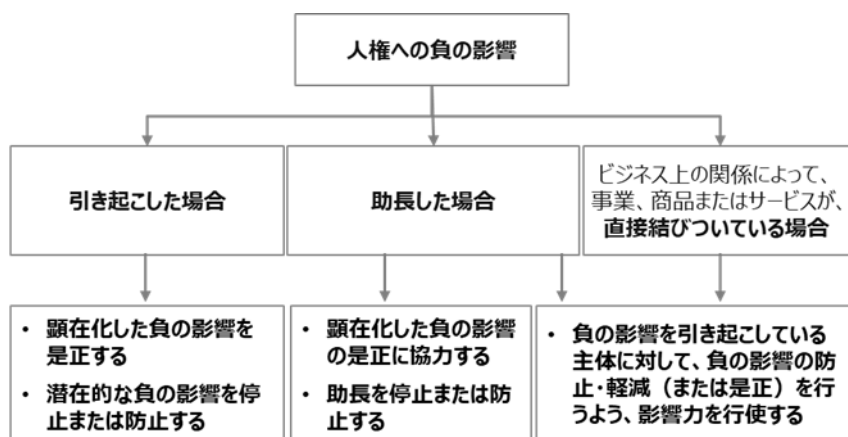 人権への負の影響
引き起こした場合
助長した場合
ビジネス上の関係によって、
事業、商品またはサービスが、
直接結びついている場合
・ 顕在化した負の影響を
是正する
・ 潜在的な負の影響を停
止または防止する
・ 顕在化した負の影響
の是正に協力する
・ 助長を停止または防
止する
・ 負の影響を引き起こしている
主体に対して、負の影響の防
止・軽減（または是正）を行
うよう、影響力を行使する